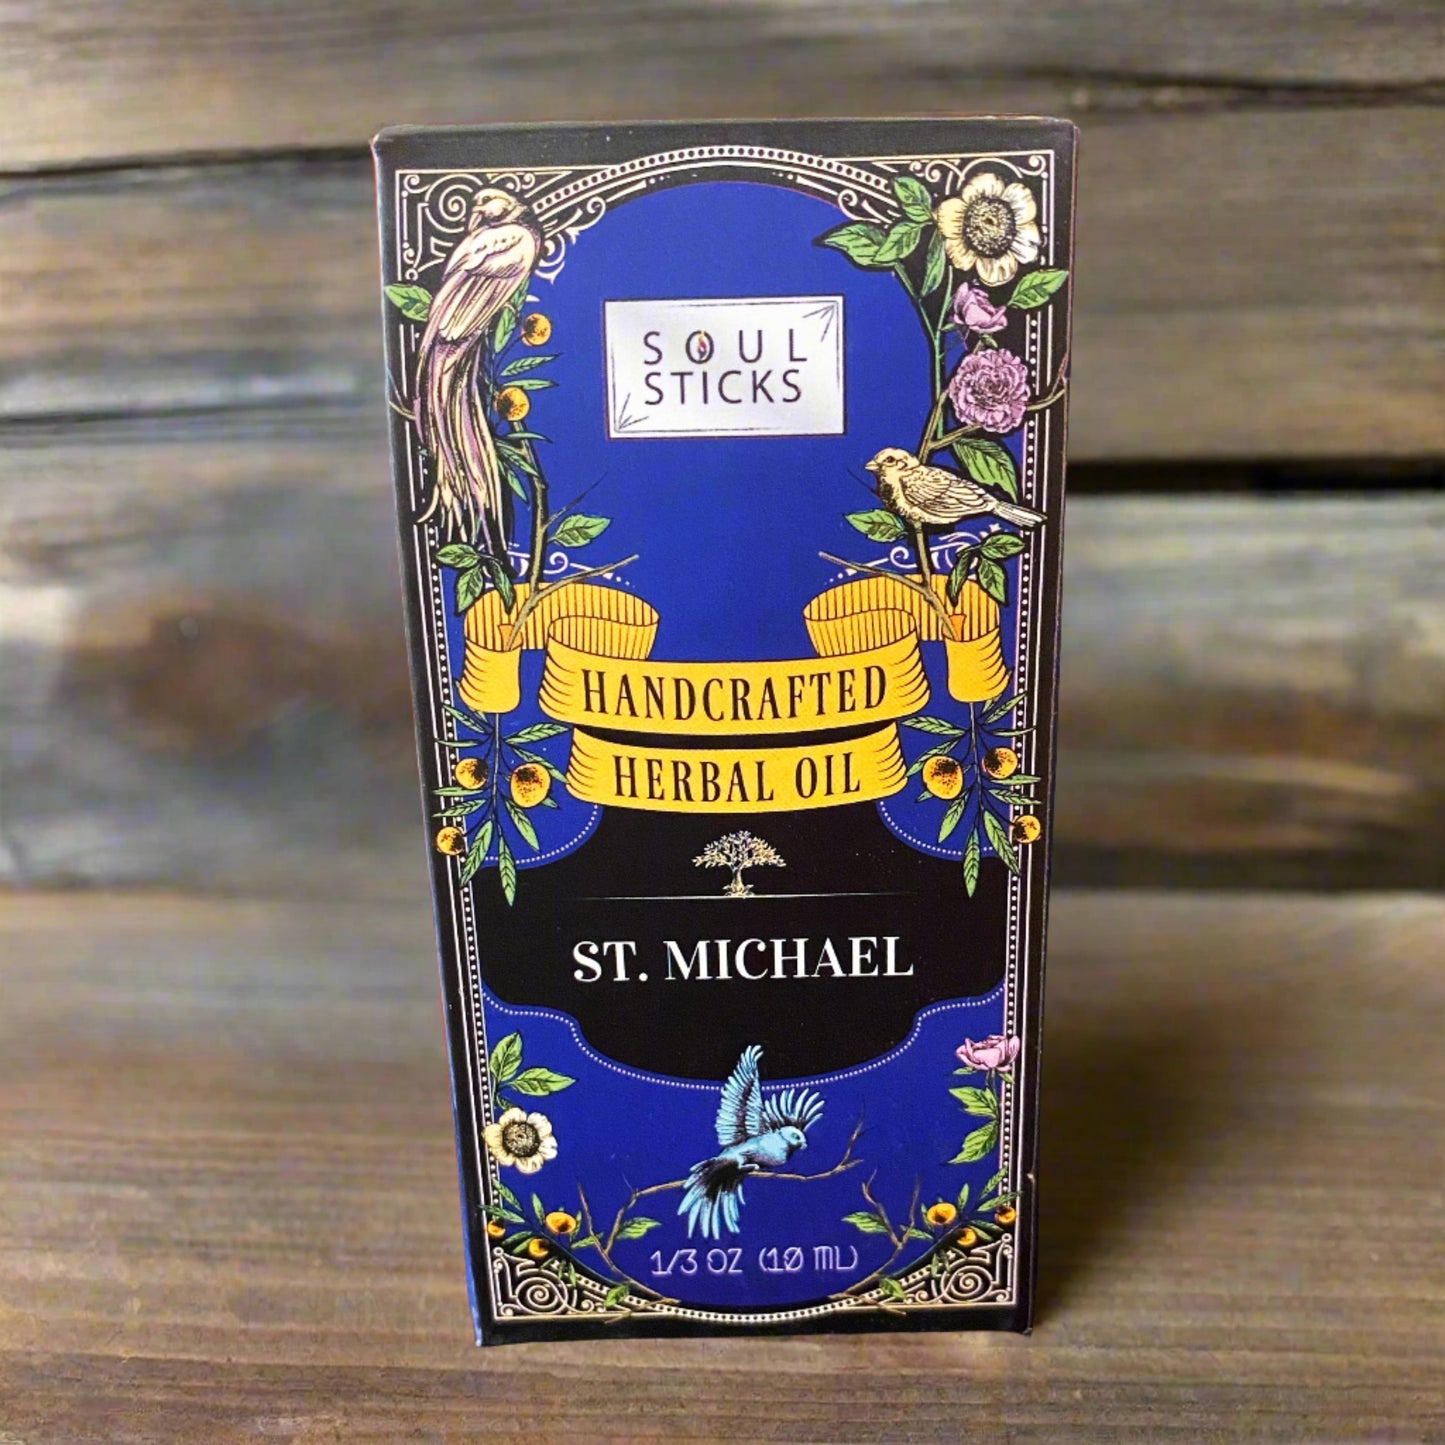 SOUL
STICKS
HANDCRAFTED
HERBAL OIL
ST. MICHAEL
1/3 OZ (10 ML)